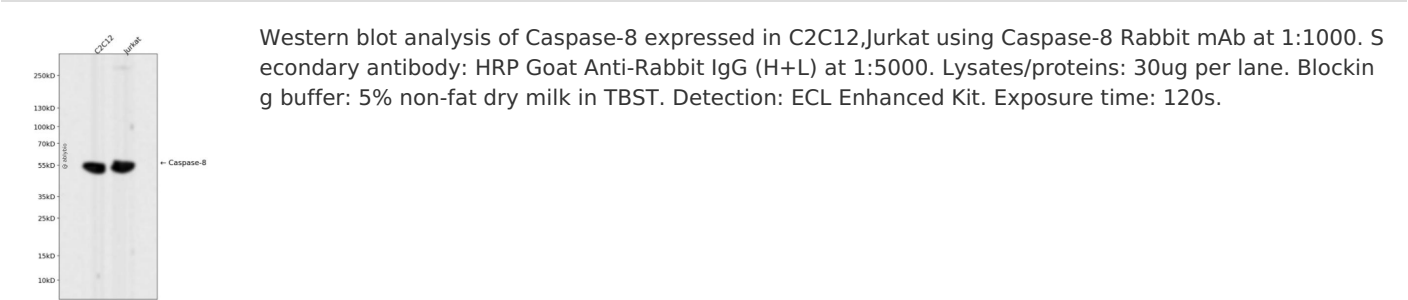 C2C12 Jurkat
Western blot analysis of Caspase-8 expressed in C2C12,Jurkat using Caspase-8 Rabbit mAb at 1:1000. S
econdary antibody: HRP Goat Anti-Rabbit IgG (H+L) at 1:5000. Lysates/proteins: 30ug per lane. Blockin
g buffer: 5% non-fat dry milk in TBST. Detection: ECL Enhanced Kit. Exposure time: 120s.
250kD
130kD
100kD
70kD
55kD
← Caspase-8
35kD
25kD
15kD
10kD